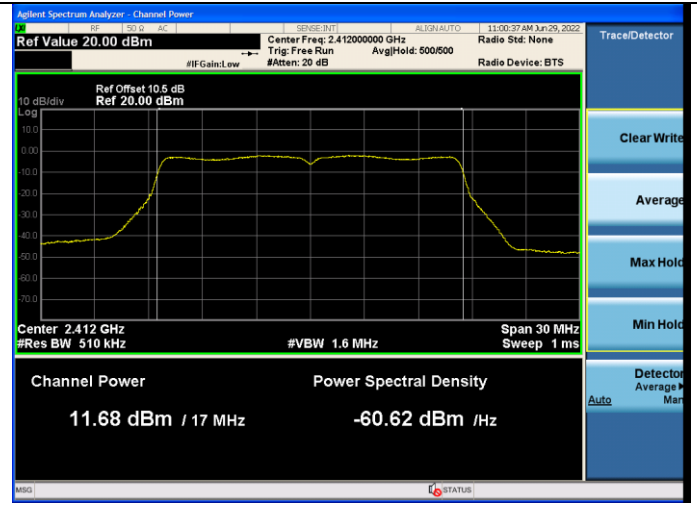 Agilent Spectrum Analyzer - Channel Power
RF 50 Ω AC SENSE:INT ALIGN AUTO 11:00:37 AM Jun 29, 2022
Ref Value 20.00 dBm
Center Freq: 2.412000000 GHz
Radio Std: None
Trig: Free Run Avg|Hold: 500/500
#IFGain:Low #Atten: 20 dB
Radio Device: BTS
Ref Offset 10.5 dB
10 dB/div Ref 20.00 dBm
Log
10.0
0.00
-10.0
-20.0
-30.0
-40.0
-50.0
-60.0
-70.0
Center 2.412 GHz Span 30 MHz
#Res BW 510 kHz #VBW 1.6 MHz Sweep 1 ms
Channel Power Power Spectral Density
11.68 dBm / 17 MHz -60.62 dBm /Hz
MSG STATUS
Trace/Detector
Clear Write
Average
Max Hold
Min Hold
Detector
Average
Auto Man